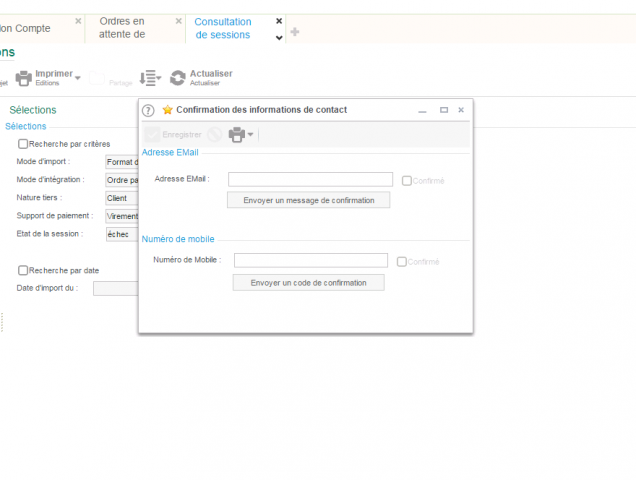 on Compte × Ordres en attente de × Consultation de sessions ×
ons
jet Imprimer Editions Partage Actualiser Actualiser
Sélections
Sélections
Recherche par critères
Mode d'import : Format d
Mode d'intégration : Ordre pa
Nature tiers : Client
Support de paiement : Virement
Etat de la session : échec
Recherche par date
Date d'import du :
? Confirmation des informations de contact
Enregistrer
Adresse EMail
Adresse EMail : Confirmé
Envoyer un message de confirmation
Numéro de mobile
Numéro de Mobile : Confirmé
Envoyer un code de confirmation